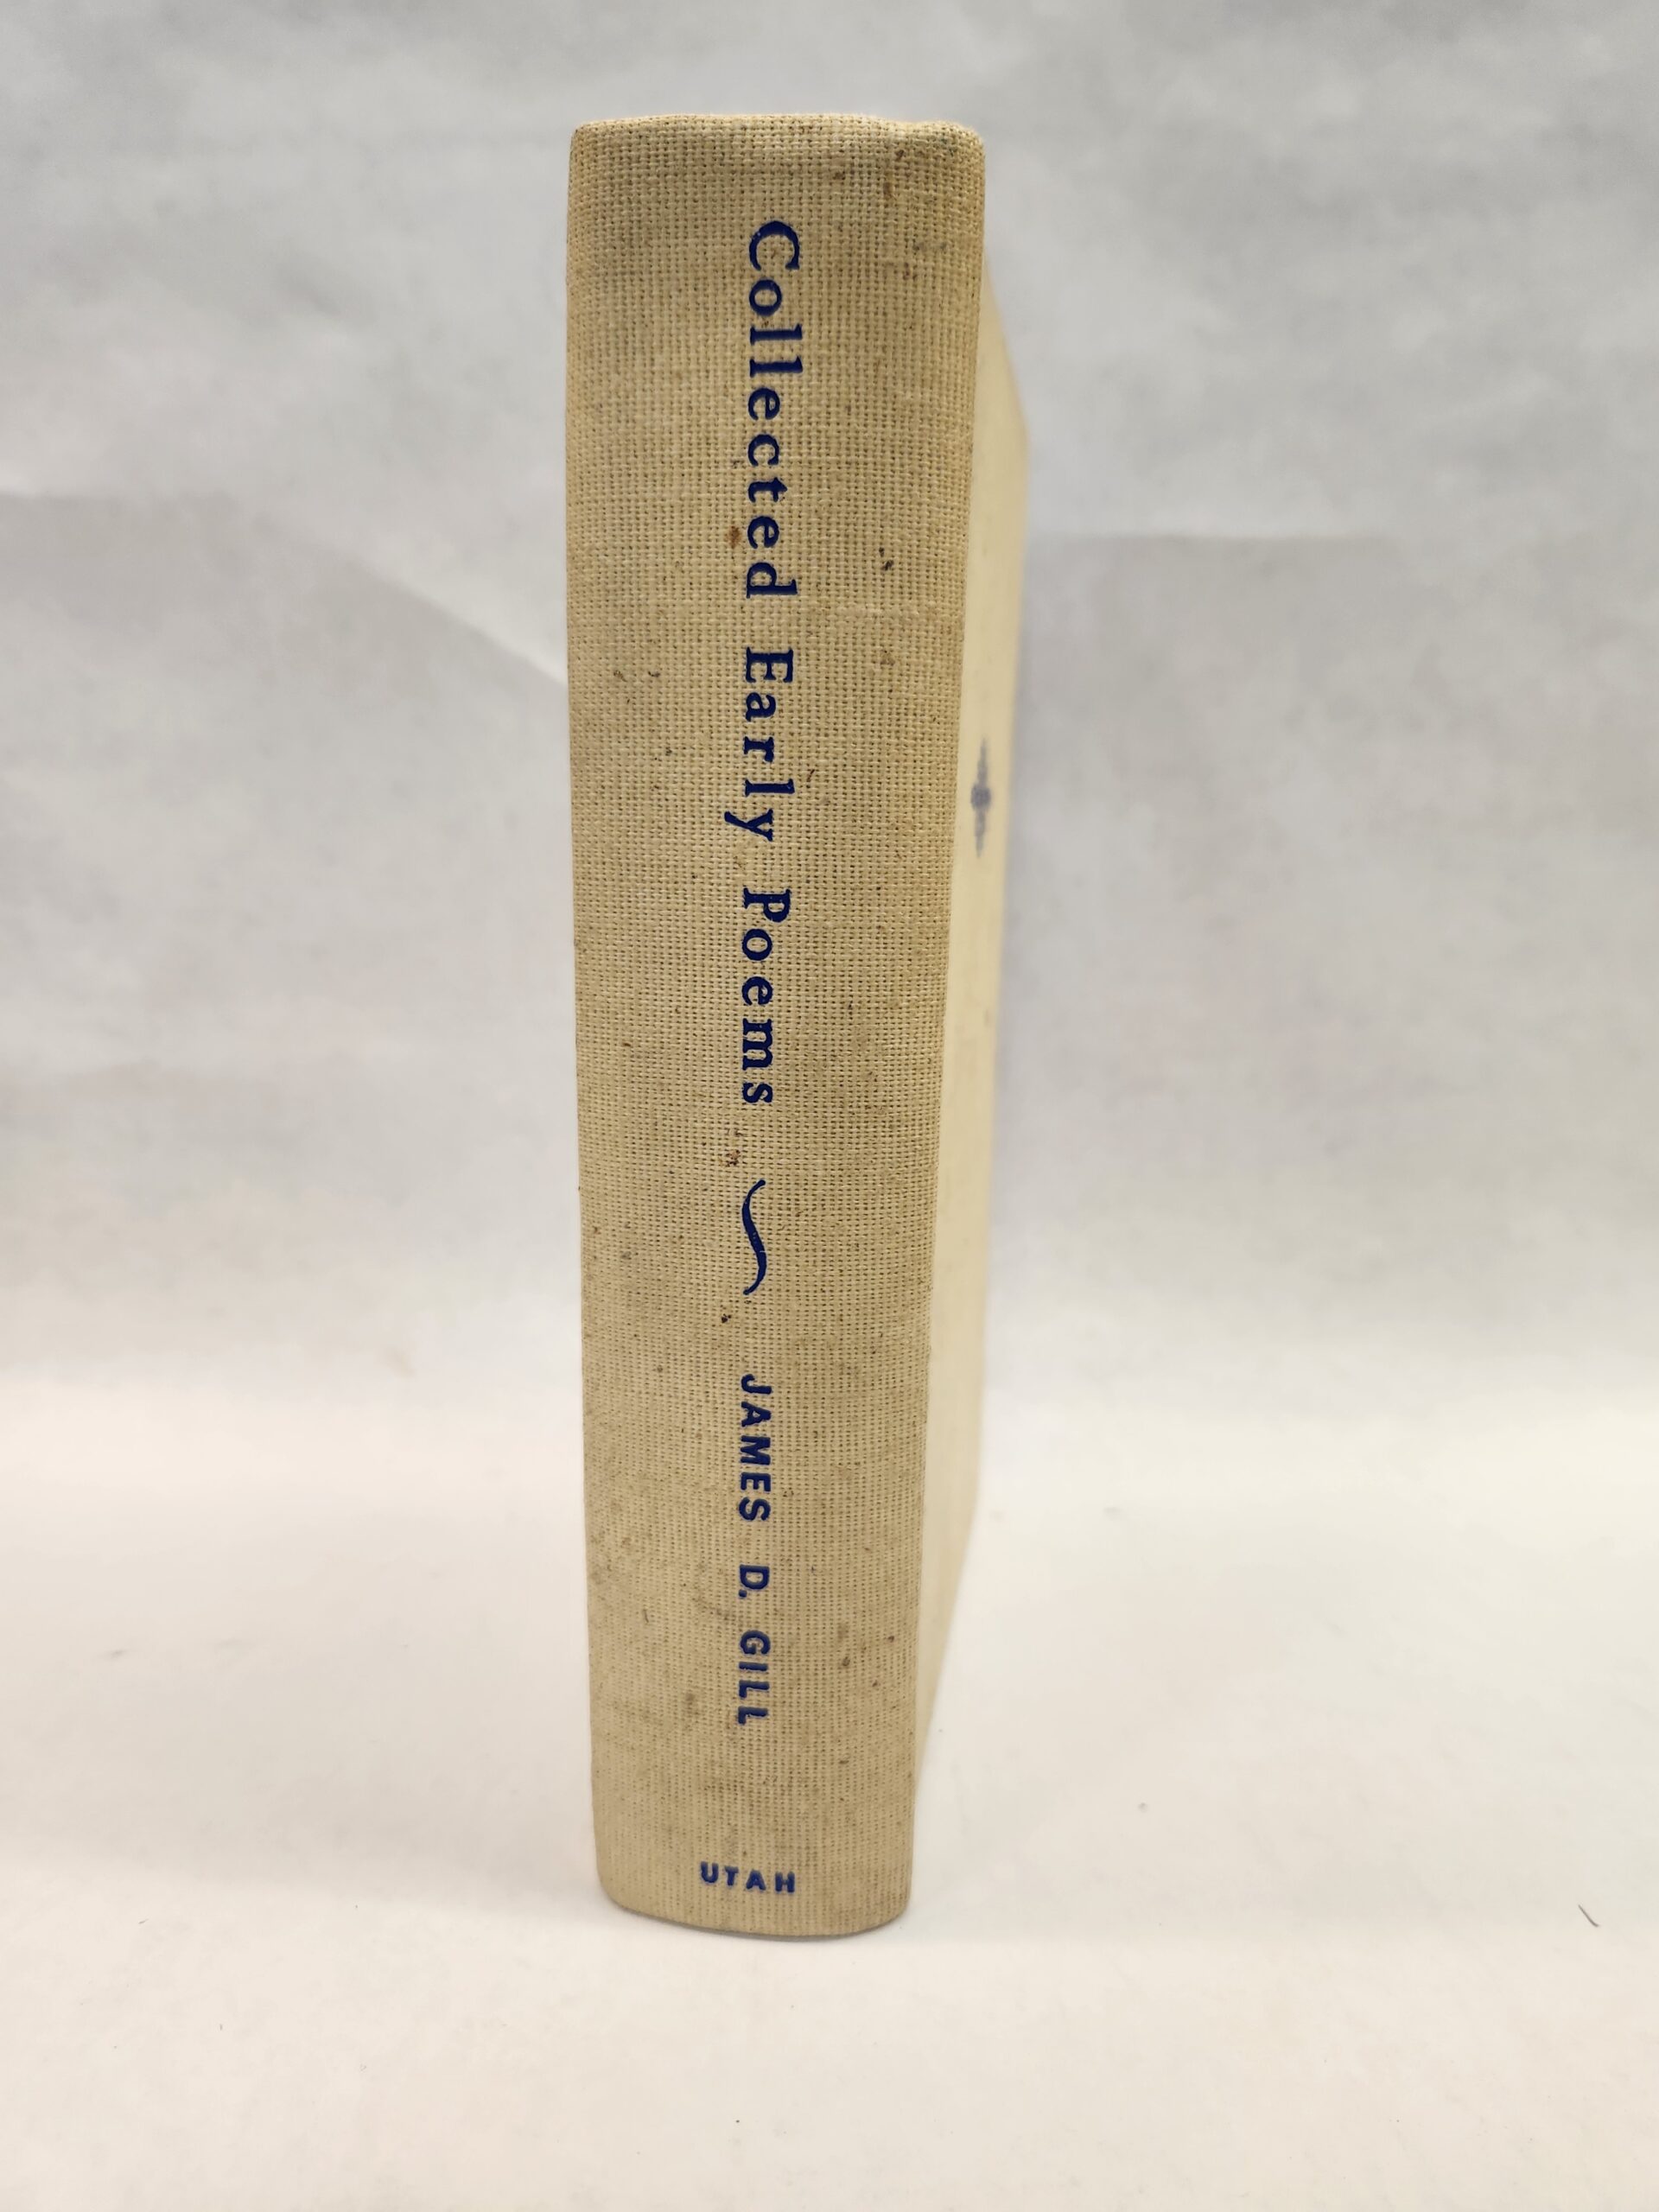 Collected Early Poems ~ JAMES D. GILL
UTAH